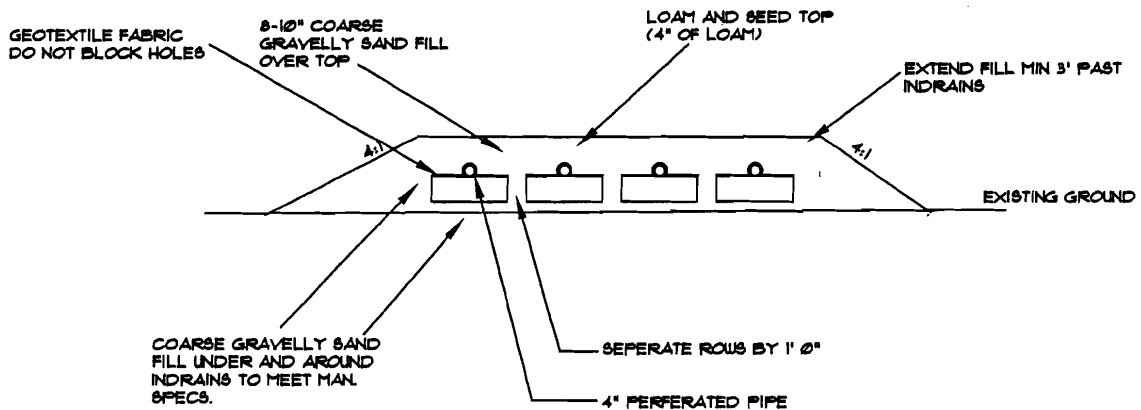 GEOTEXTILE FABRIC
DO NOT BLOCK HOLES
8-10" COARSE
GRAVELLY SAND FILL
OVER TOP
LOAM AND SEED TOP
(4" OF LOAM)
EXTEND FILL MIN 3' PAST
INDRAINS
4:1
4:1
EXISTING GROUND
COARSE GRAVELLY SAND
FILL UNDER AND AROUND
INDRAINS TO MEET MAN.
SPECS.
SEPERATE ROWS BY 1' 0"
4" PERFERATED PIPE